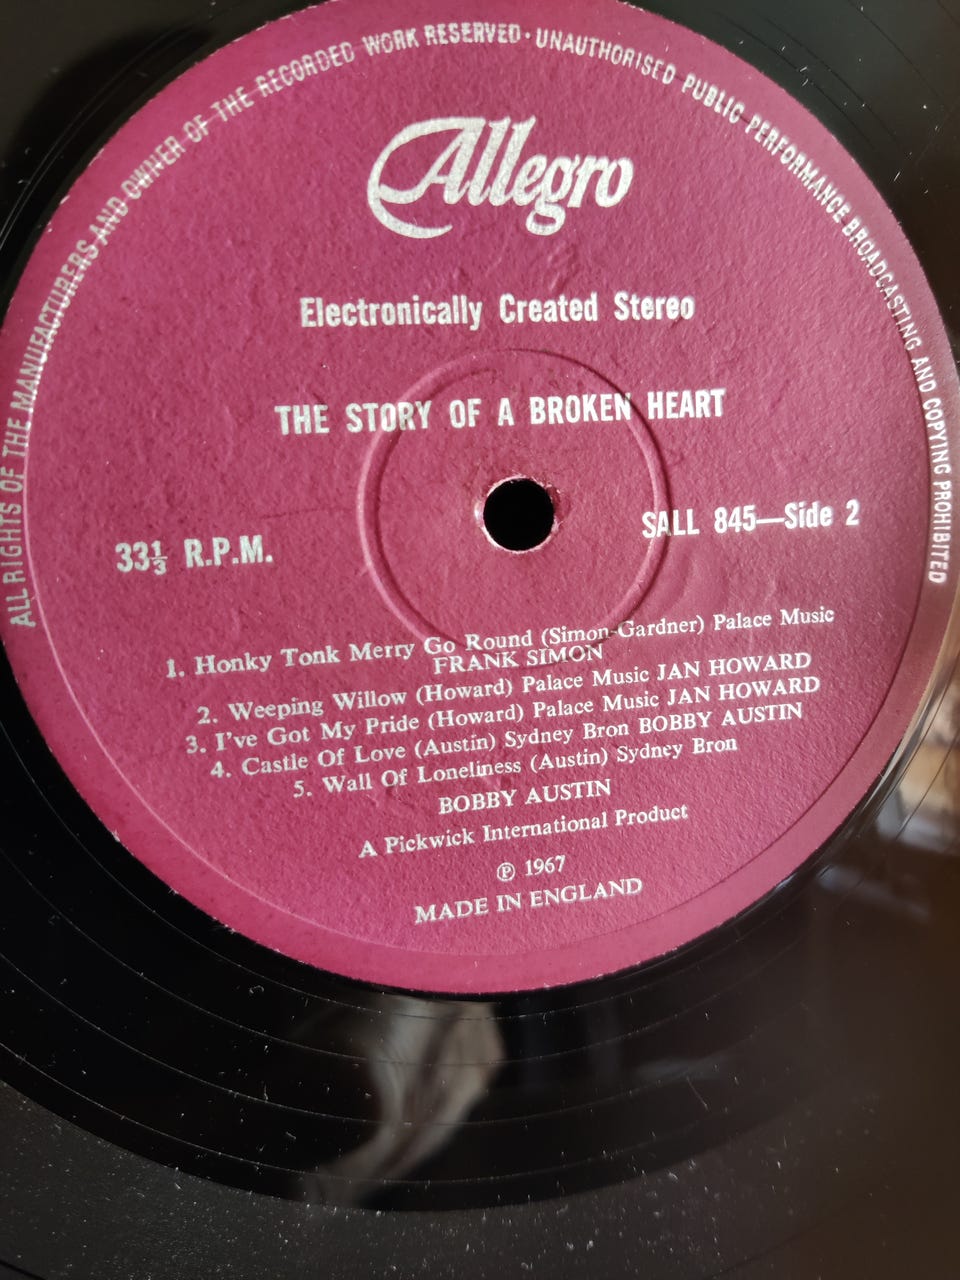 ALL RIGHTS OF THE MANUFACTURERS AND OWNER OF THE RECORDED WORK RESERVED · UNAUTHORISED PUBLIC PERFORMANCE BROADCASTING AND COPYING PROHIBITED
Allegro
Electronically Created Stereo
THE STORY OF A BROKEN HEART
33⅓ R.P.M.
SALL 845—Side 2
1. Honky Tonk Merry Go Round (Simon-Gardner) Palace Music
FRANK SIMON
2. Weeping Willow (Howard) Palace Music JAN HOWARD
3. I've Got My Pride (Howard) Palace Music JAN HOWARD
4. Castle Of Love (Austin) Sydney Bron BOBBY AUSTIN
5. Wall Of Loneliness (Austin) Sydney Bron
BOBBY AUSTIN
A Pickwick International Product
℗ 1967
MADE IN ENGLAND